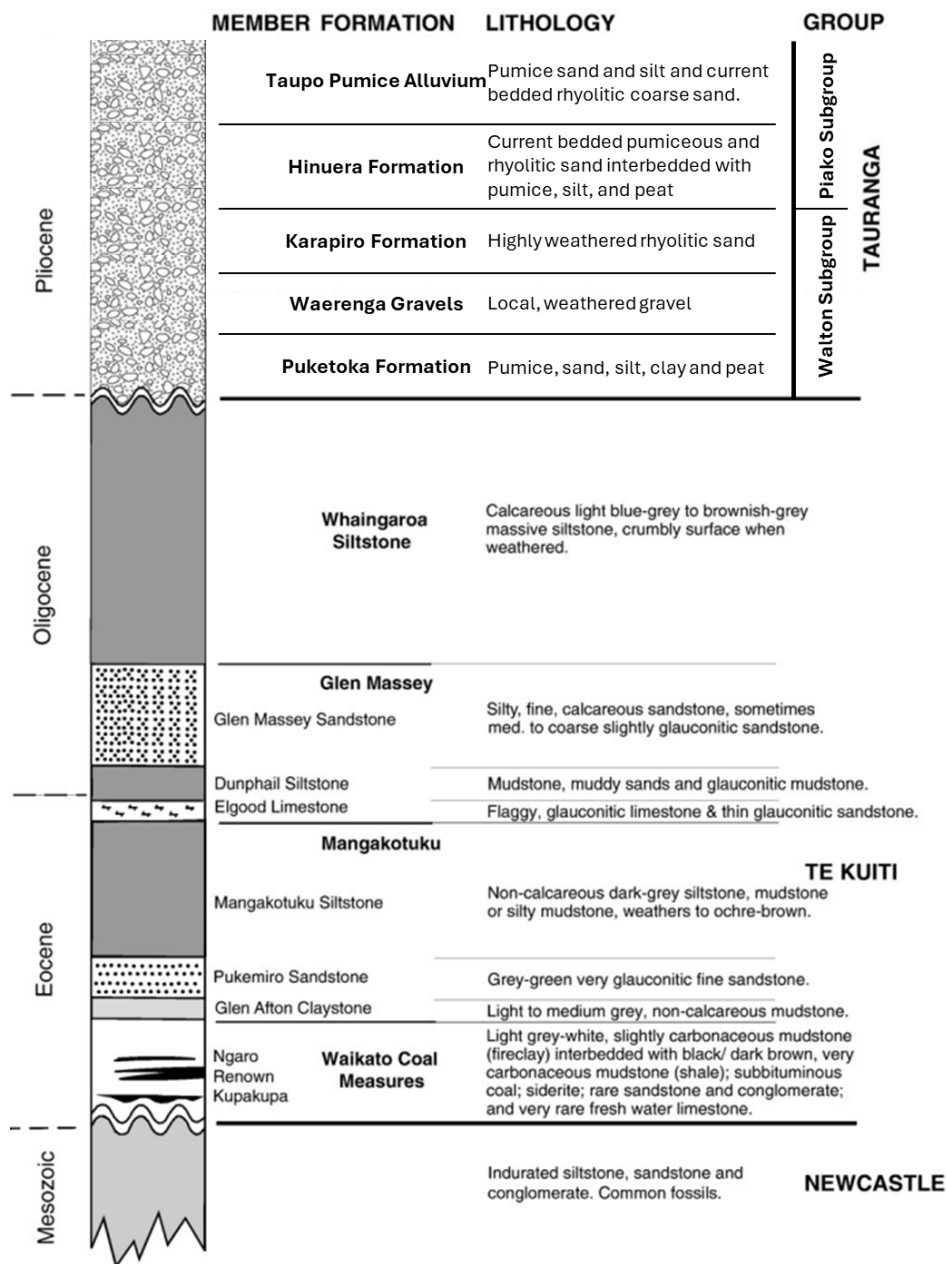 MEMBER FORMATION LITHOLOGY GROUP
Taupo Pumice Alluvium
Pumice sand and silt and current
bedded rhyolitic coarse sand.
Hinuera Formation
Current bedded pumiceous and
rhyolitic sand interbedded with
pumice, silt, and peat
Piako Subgroup
Karapiro Formation
Highly weathered rhyolitic sand
Waerenga Gravels
Local, weathered gravel
Puketoka Formation
Pumice, sand, silt, clay and peat
Walton Subgroup
TAURANGA
Pliocene
Whaingaroa
Siltstone
Calcareous light blue-grey to brownish-grey
massive siltstone, crumbly surface when
weathered.
Oligocene
Glen Massey
Glen Massey Sandstone
Silty, fine, calcareous sandstone, sometimes
med. to coarse slightly glauconitic sandstone.
Dunphail Siltstone
Mudstone, muddy sands and glauconitic mudstone.
Elgood Limestone
Flaggy, glauconitic limestone & thin glauconitic sandstone.
Mangakotuku
TE KUITI
Mangakotuku Siltstone
Non-calcareous dark-grey siltstone, mudstone
or silty mudstone, weathers to ochre-brown.
Eocene
Pukemiro Sandstone
Grey-green very glauconitic fine sandstone.
Glen Afton Claystone
Light to medium grey, non-calcareous mudstone.
Ngaro
Renown
Kupakupa
Waikato Coal
Measures
Light grey-white, slightly carbonaceous mudstone
(fireclay) interbedded with black/ dark brown, very
carbonaceous mudstone (shale); subbituminous
coal; siderite; rare sandstone and conglomerate;
and very rare fresh water limestone.
Mesozoic
Indurated siltstone, sandstone and
conglomerate. Common fossils.
NEWCASTLE